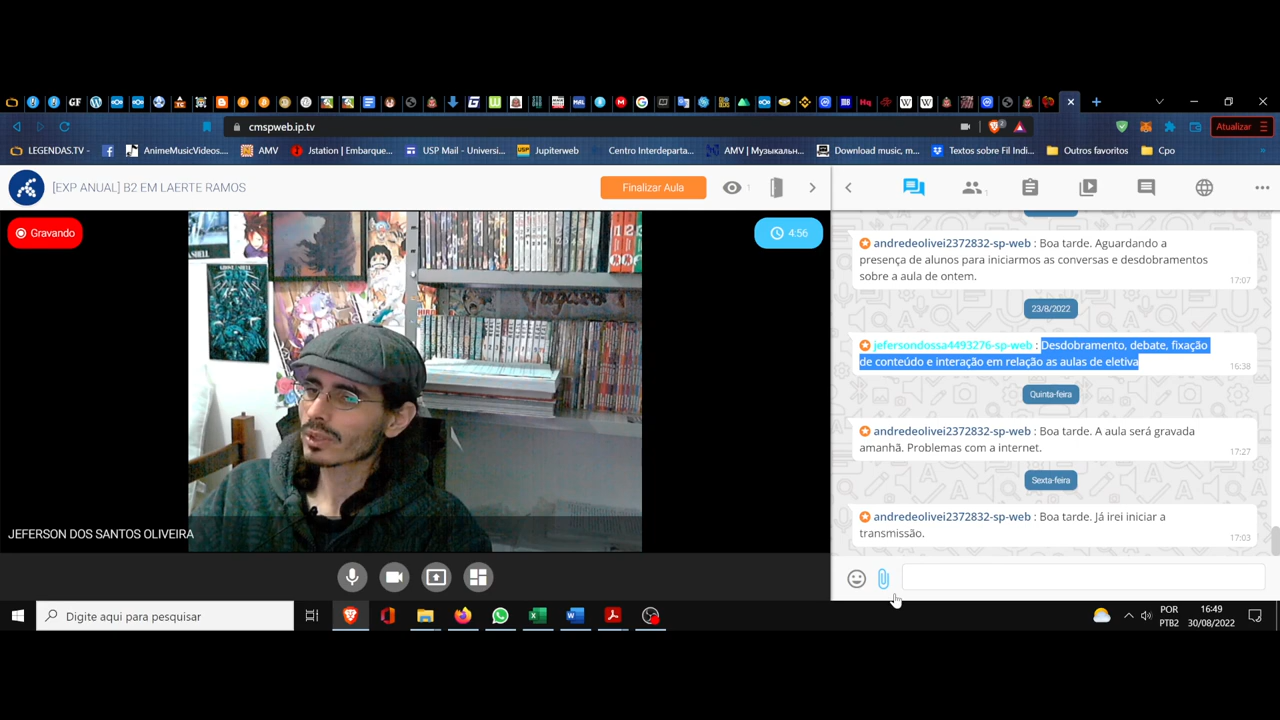 cmspweb.ip.tv
Atualizar
LEGENDAS.TV -
AnimeMusicVideos...
AMV
Jstation | Embarque...
USP Mail - Universi...
Jupiterweb
Centro Interdeparta...
AMV | Музыкальн...
Download music, m...
Textos sobre Fil Indi...
Outros favoritos
Cpo
[EXP ANUAL] B2 EM LAERTE RAMOS
Finalizar Aula
1
1
Gravando
4:56
JEFERSON DOS SANTOS OLIVEIRA
andredeolivei2372832-sp-web : Boa tarde. Aguardando a
presença de alunos para iniciarmos as conversas e desdobramentos
sobre a aula de ontem.
17:07
23/8/2022
jefersondossa4493276-sp-web : Desdobramento, debate, fixação
de conteúdo e interação em relação as aulas de eletiva
16:38
Quinta-feira
andredeolivei2372832-sp-web : Boa tarde. A aula será gravada
amanhã. Problemas com a internet.
17:27
Sexta-feira
andredeolivei2372832-sp-web : Boa tarde. Já irei iniciar a
transmissão.
17:03
Digite aqui para pesquisar
POR
PTB2
16:49
30/08/2022